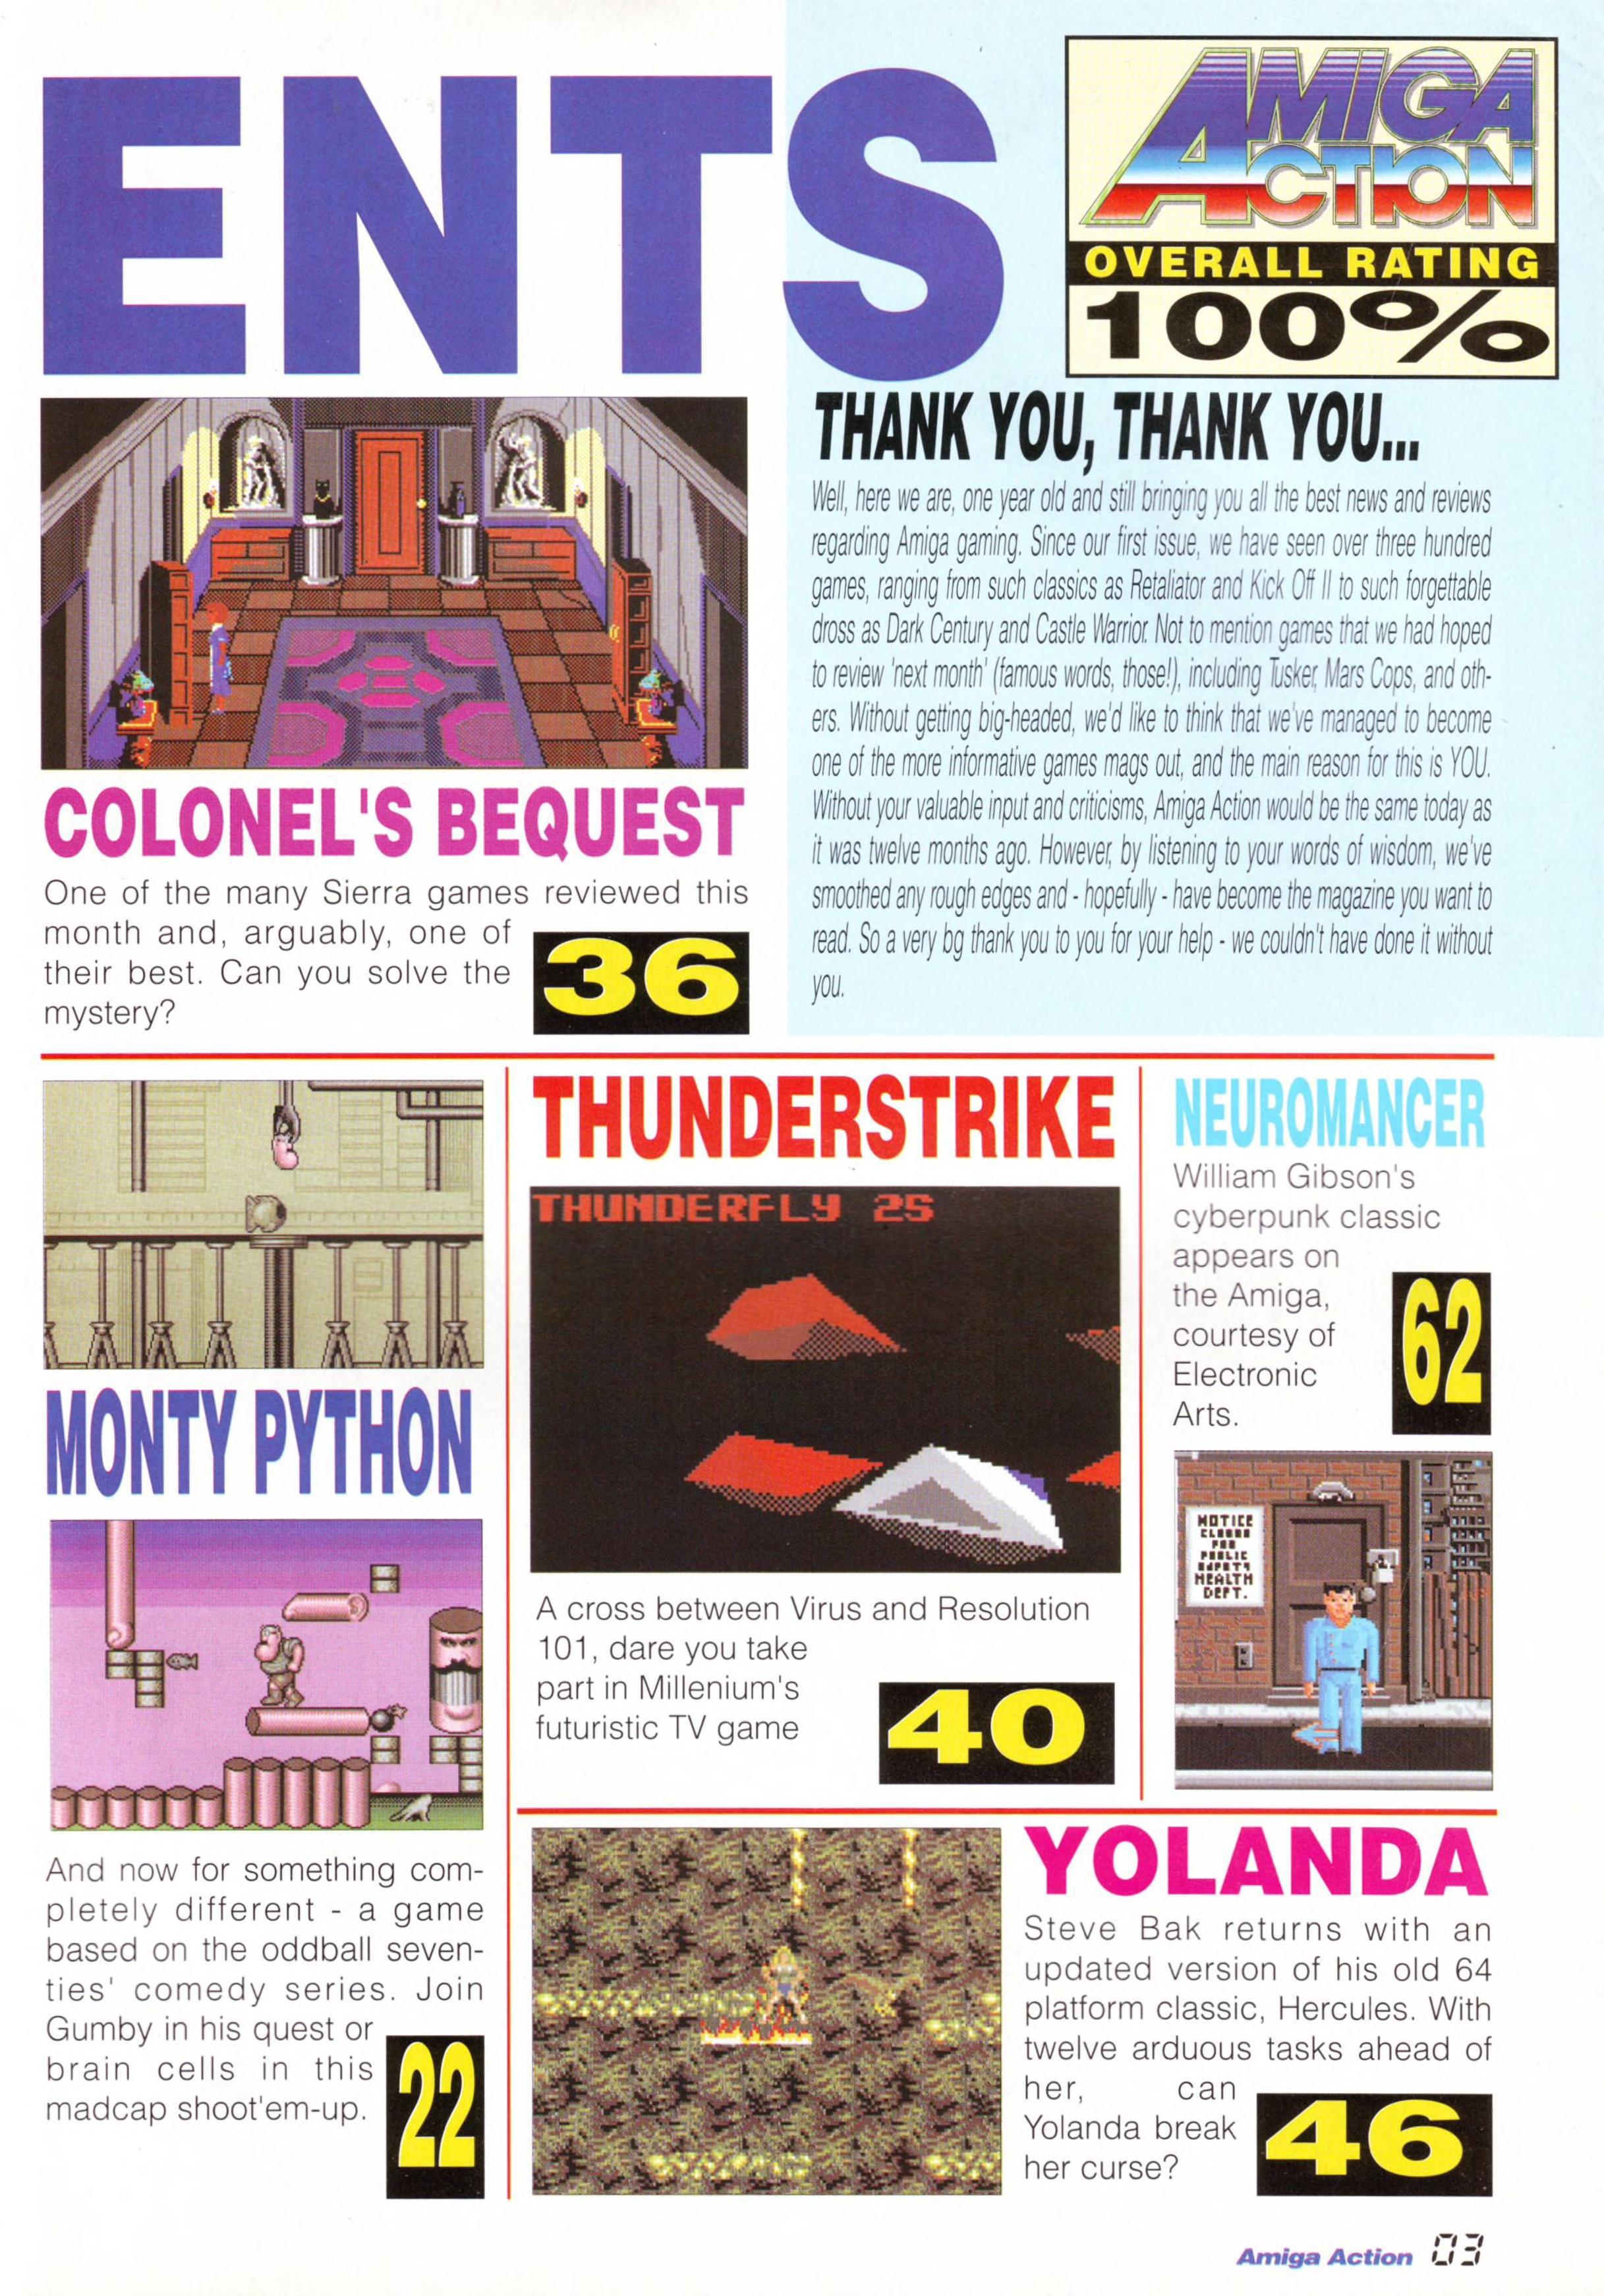 ENTS
AMIGA
ACTION
OVERALL RATING
100%
THANK YOU, THANK YOU...
Well, here we are, one year old and still bringing you all the best news and reviews
regarding Amiga gaming. Since our first issue, we have seen over three hundred
games, ranging from such classics as Retaliator and Kick Off II to such forgettable
dross as Dark Century and Castle Warrior. Not to mention games that we had hoped
to review 'next month' (famous words, those!), including Tusker, Mars Cops, and oth-
ers. Without getting big-headed, we'd like to think that we've managed to become
one of the more informative games mags out, and the main reason for this is YOU.
Without your valuable input and criticisms, Amiga Action would be the same today as
it was twelve months ago. However, by listening to your words of wisdom, we've
smoothed any rough edges and - hopefully - have become the magazine you want to
read. So a very bg thank you to you for your help - we couldn't have done it without
you.
COLONEL'S BEQUEST
One of the many Sierra games reviewed this
month and, arguably, one of
their best. Can you solve the
mystery?
36
MONTY PYTHON
And now for something com-
pletely different - a game
based on the oddball seven-
ties' comedy series. Join
Gumby in his quest or
brain cells in this
madcap shoot'em-up.
22
THUNDERSTRIKE
THUNDERFLY 2S
A cross between Virus and Resolution
101, dare you take
part in Millenium's
futuristic TV game
40
NEUROMANCER
William Gibson's
cyberpunk classic
appears on
the Amiga,
courtesy of
Electronic
Arts.
62
NOTICE
CLOSED
FOR
PUBLIC
SAFETY
HEALTH
DEPT.
YOLANDA
Steve Bak returns with an
updated version of his old 64
platform classic, Hercules. With
twelve arduous tasks ahead of
her, can
Yolanda break
her curse?
46
Amiga Action 03